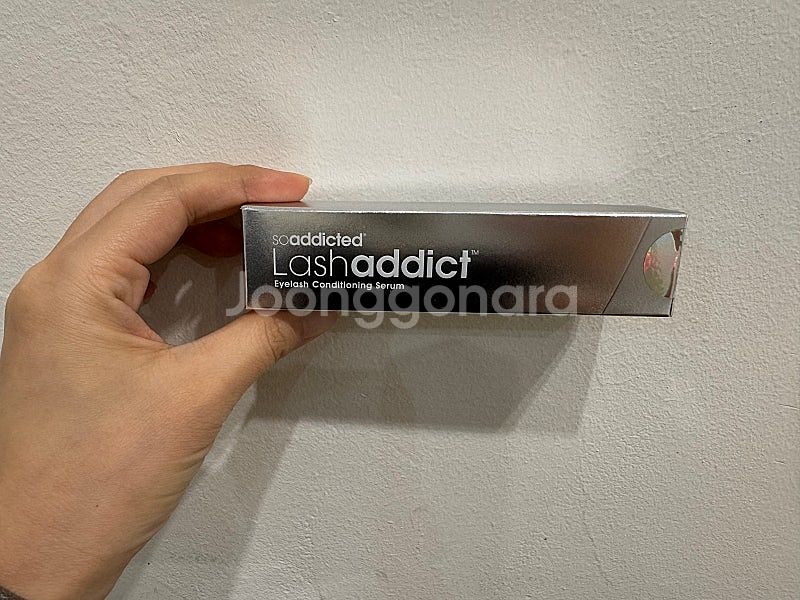 soaddicted®
Lashaddict™
Eyelash Conditioning Serum
Joonggonara